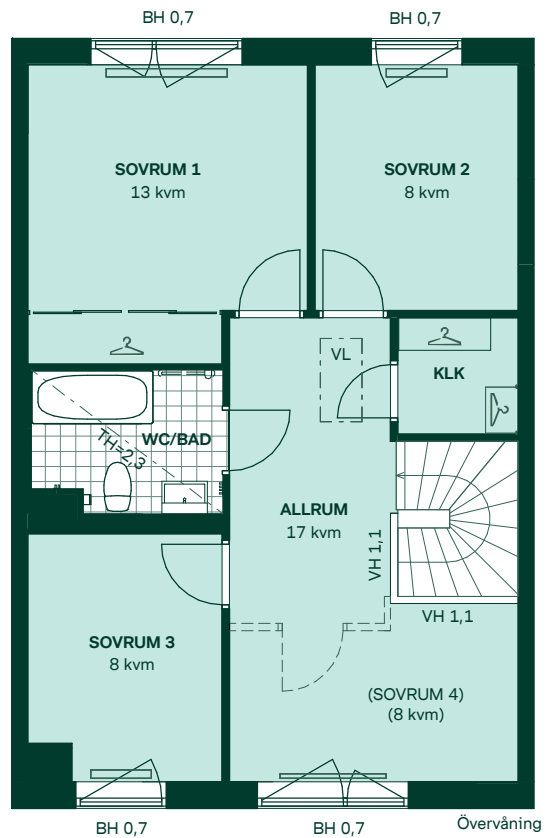 BH 0,7
BH 0,7
SOVRUM 1
13 kvm
SOVRUM 2
8 kvm
VL
KLK
WC/BAD
TH=2,3
ALLRUM
17 kvm
VH 1,1
VH 1,1
SOVRUM 3
8 kvm
(SOVRUM 4)
(8 kvm)
BH 0,7
BH 0,7
Övervåning